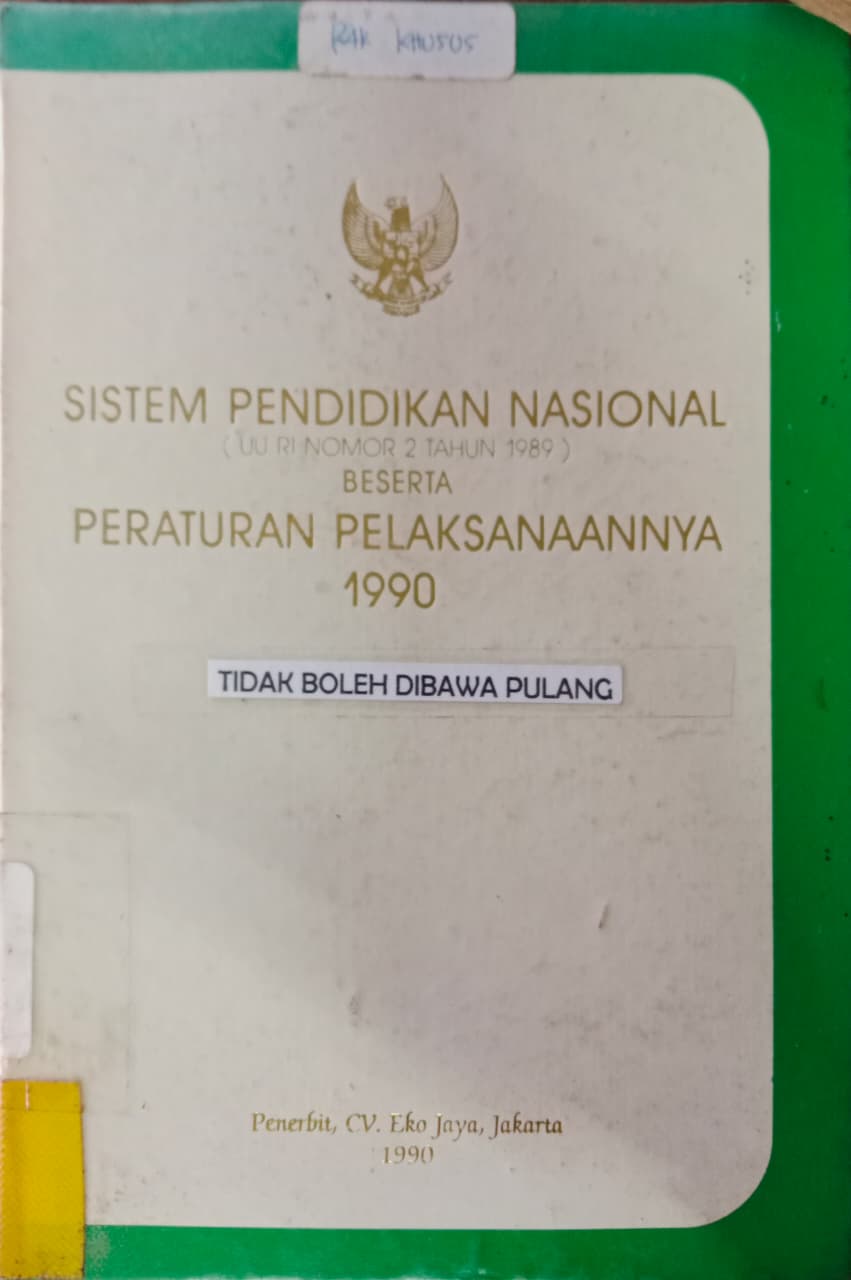 RAK KHUSUS
SISTEM PENDIDIKAN NASIONAL
( UU RI NOMOR 2 TAHUN 1989 )
BESERTA
PERATURAN PELAKSANAANNYA
1990
TIDAK BOLEH DIBAWA PULANG
Penerbit, CV. Eko Jaya, Jakarta
1990